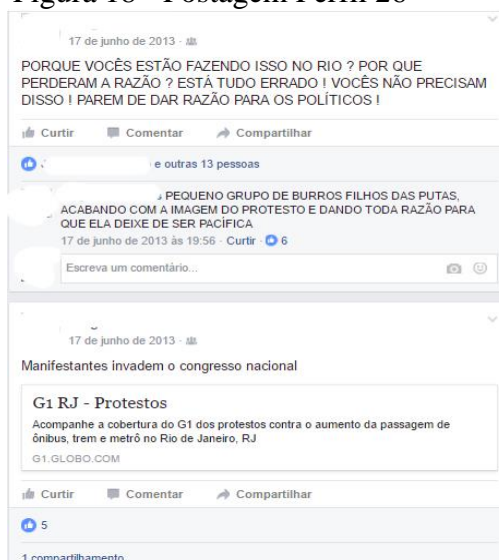 Figura 18 - Postagem Perfil 28
17 de junho de 2013 ·
PORQUE VOCÊS ESTÃO FAZENDO ISSO NO RIO ? POR QUE
PERDERAM A RAZÃO ? ESTÁ TUDO ERRADO ! VOCÊS NÃO PRECISAM
DISSO ! PAREM DE DAR RAZÃO PARA OS POLÍTICOS !
Curtir Comentar Compartilhar
e outras 13 pessoas
PEQUENO GRUPO DE BURROS FILHOS DAS PUTAS,
ACABANDO COM A IMAGEM DO PROTESTO E DANDO TODA RAZÃO PARA
QUE ELA DEIXE DE SER PACÍFICA
17 de junho de 2013 às 19:56 · Curtir · 6
Escreva um comentário...
17 de junho de 2013 ·
Manifestantes invadem o congresso nacional
G1 RJ - Protestos
Acompanhe a cobertura do G1 dos protestos contra o aumento da passagem de
ônibus, trem e metrô no Rio de Janeiro, RJ
G1.GLOBO.COM
Curtir Comentar Compartilhar
5
1 compartilhamento